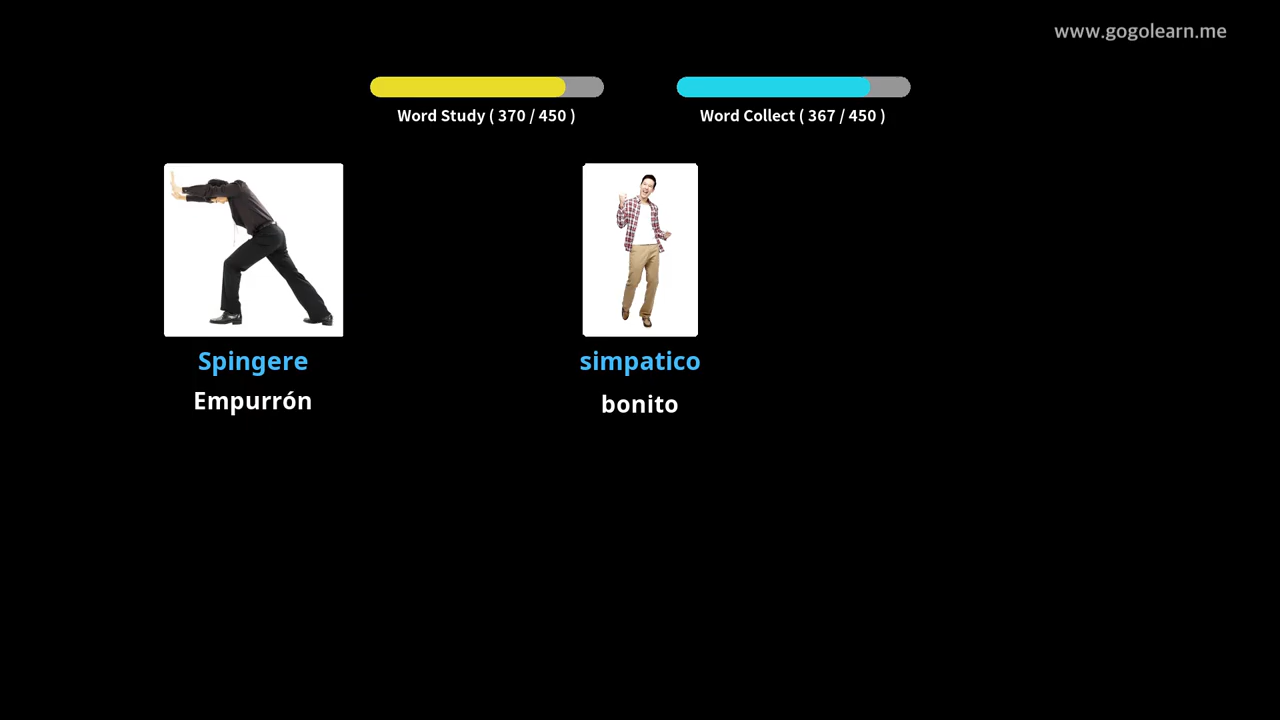 www.gogolearn.me
Word Study ( 370 / 450 )
Word Collect ( 367 / 450 )
Spingere
simpatico
Empurrón
bonito